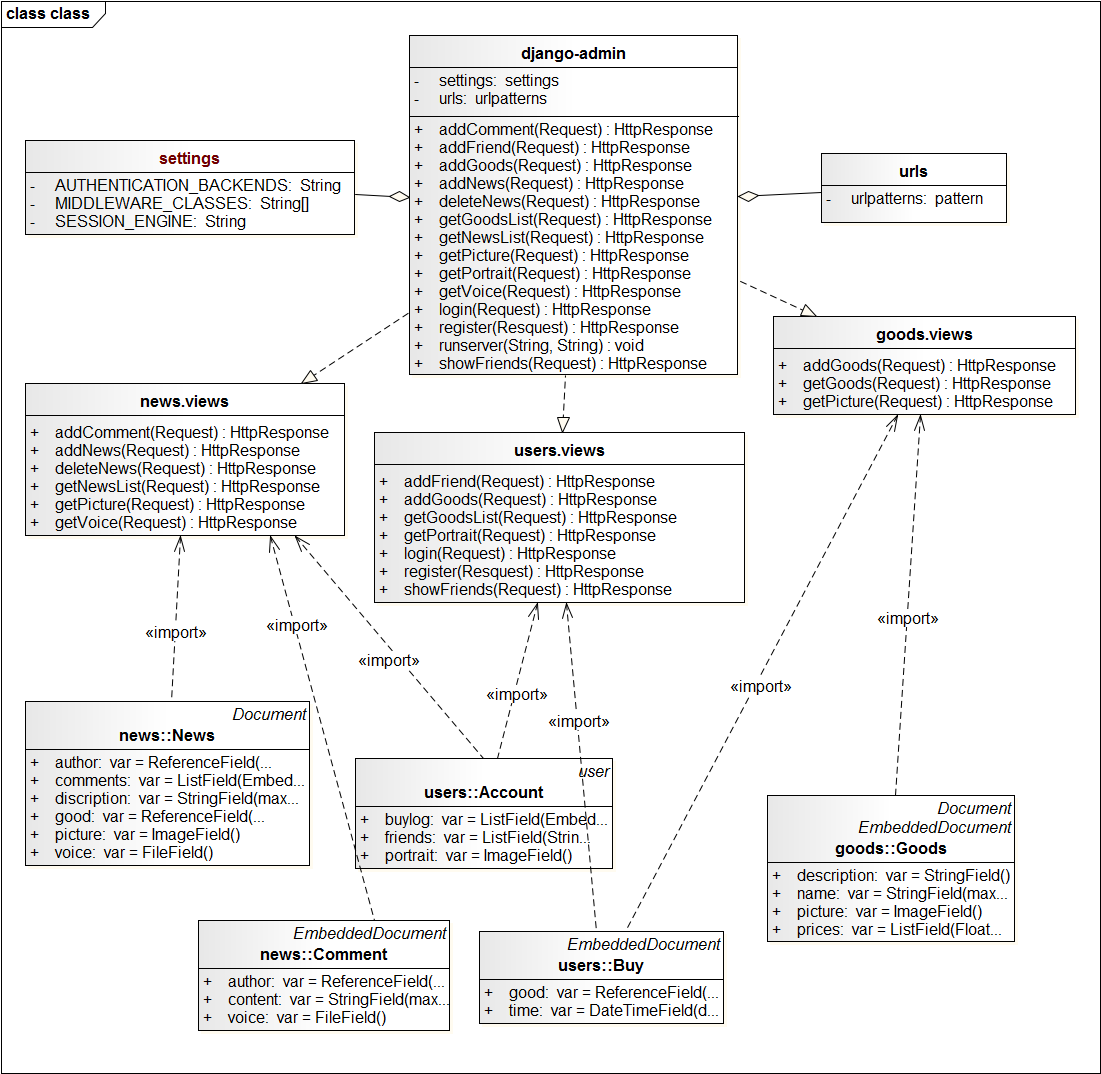 class class
django-admin
- settings: settings
- urls: urlpatterns
+ addComment(Request) : HttpResponse
+ addFriend(Request) : HttpResponse
+ addGoods(Request) : HttpResponse
+ addNews(Request) : HttpResponse
+ deleteNews(Request) : HttpResponse
+ getGoodsList(Request) : HttpResponse
+ getNewsList(Request) : HttpResponse
+ getPicture(Request) : HttpResponse
+ getPortrait(Request) : HttpResponse
+ getVoice(Request) : HttpResponse
+ login(Request) : HttpResponse
+ register(Resquest) : HttpResponse
+ runserver(String, String) : void
+ showFriends(Request) : HttpResponse
settings
- AUTHENTICATION_BACKENDS: String
- MIDDLEWARE_CLASSES: String[]
- SESSION_ENGINE: String
urls
- urlpatterns: pattern
goods.views
+ addGoods(Request) : HttpResponse
+ getGoods(Request) : HttpResponse
+ getPicture(Request) : HttpResponse
news.views
+ addComment(Request) : HttpResponse
+ addNews(Request) : HttpResponse
+ deleteNews(Request) : HttpResponse
+ getNewsList(Request) : HttpResponse
+ getPicture(Request) : HttpResponse
+ getVoice(Request) : HttpResponse
users.views
+ addFriend(Request) : HttpResponse
+ addGoods(Request) : HttpResponse
+ getGoodsList(Request) : HttpResponse
+ getPortrait(Request) : HttpResponse
+ login(Request) : HttpResponse
+ register(Resquest) : HttpResponse
+ showFriends(Request) : HttpResponse
«import»
«import»
«import»
«import»
«import»
«import»
«import»
Document
news::News
+ author: var = ReferenceField(...
+ comments: var = ListField(Embed...
+ discription: var = StringField(max...
+ good: var = ReferenceField(...
+ picture: var = ImageField()
+ voice: var = FileField()
user
users::Account
+ buylog: var = ListField(Embed...
+ friends: var = ListField(Strin...
+ portrait: var = ImageField()
Document
EmbeddedDocument
goods::Goods
+ description: var = StringField()
+ name: var = StringField(max...
+ picture: var = ImageField()
+ prices: var = ListField(Float...
EmbeddedDocument
news::Comment
+ author: var = ReferenceField(...
+ content: var = StringField(max...
+ voice: var = FileField()
EmbeddedDocument
users::Buy
+ good: var = ReferenceField(...
+ time: var = DateTimeField(d...